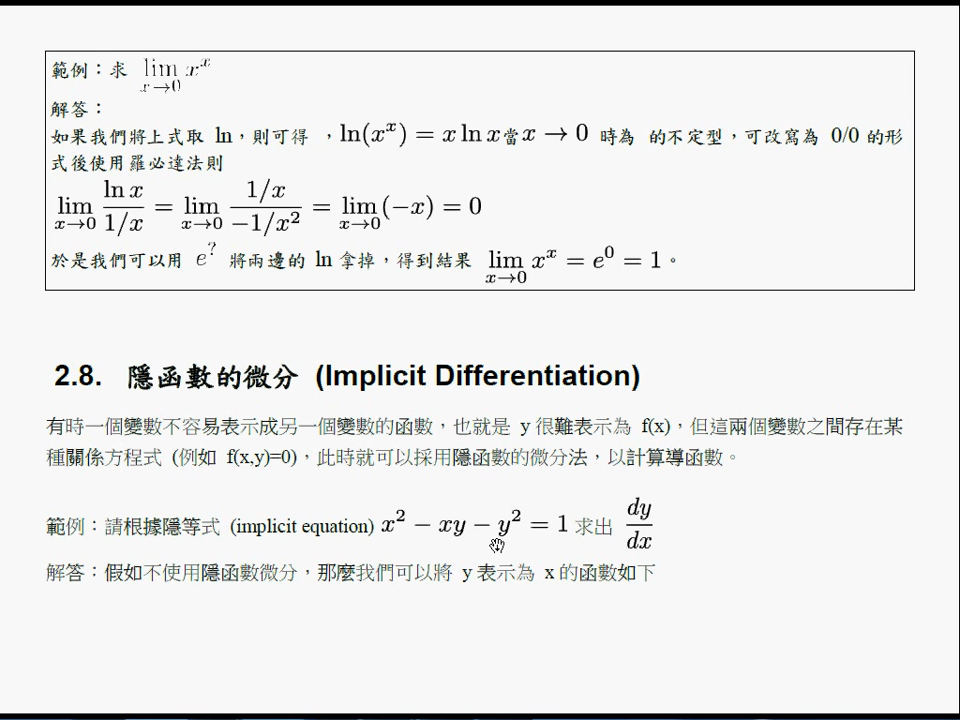 範例：求 lim x→0 x^x
解答：
如果我們將上式取 ln，則可得 ，ln(x^x) = x ln x當x → 0 時為 的不定型，可改寫為 0/0 的形
式後使用羅必達法則
lim x→0 (ln x)/(1/x) = lim x→0 (1/x)/(−1/x²) = lim x→0 (−x) = 0
於是我們可以用 e^? 將兩邊的 ln 拿掉，得到結果 lim x→0 x^x = e^0 = 1 。
2.8. 隱函數的微分 (Implicit Differentiation)
有時一個變數不容易表示成另一個變數的函數，也就是 y 很難表示為 f(x)，但這兩個變數之間存在某
種關係方程式 (例如 f(x,y)=0)，此時就可以採用隱函數的微分法，以計算導函數。
範例：請根據隱等式 (implicit equation) x² − xy − y² = 1 求出 dy/dx
解答：假如不使用隱函數微分，那麼我們可以將 y 表示為 x 的函數如下